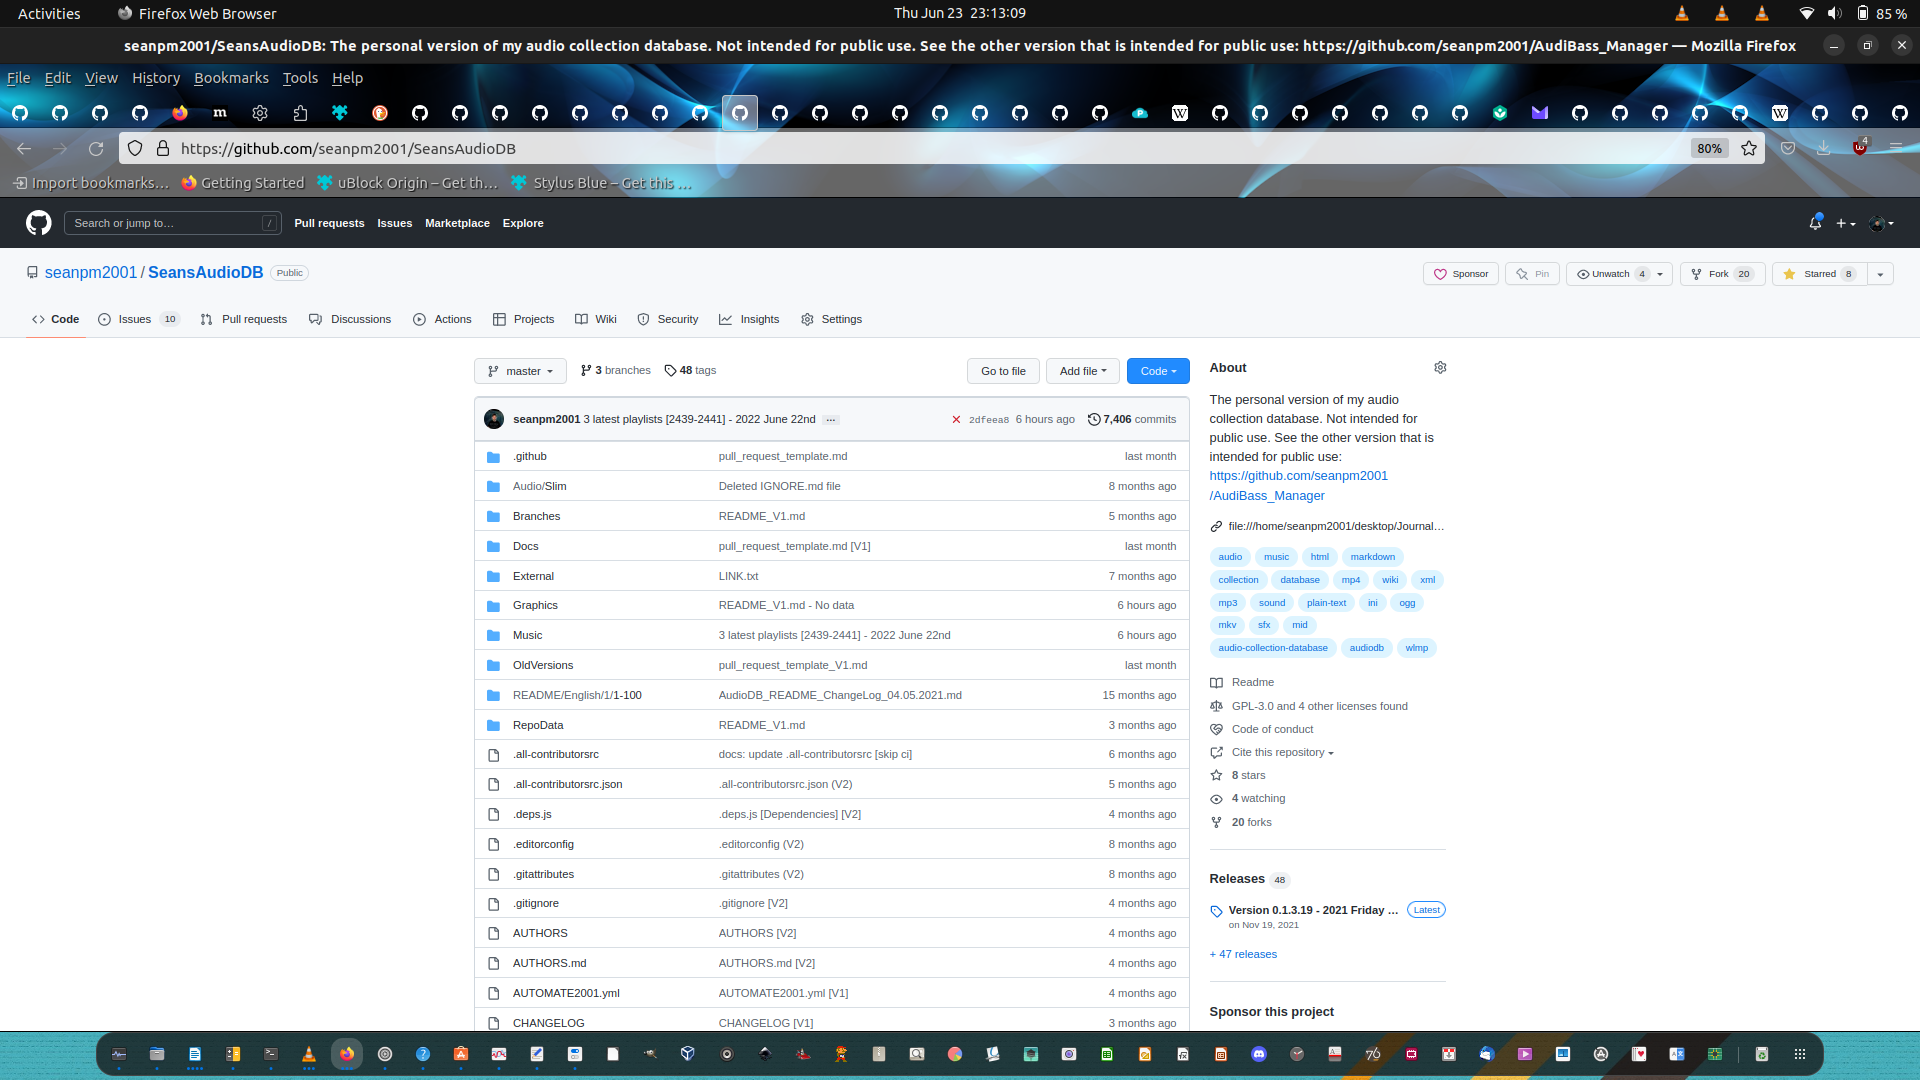 Activities
Firefox Web Browser
Thu Jun 23 23:13:09
85 %
seanpm2001/SeansAudioDB: The personal version of my audio collection database. Not intended for public use. See the other version that is intended for public use: https://github.com/seanpm2001/AudiBass_Manager — Mozilla Firefox
File Edit View History Bookmarks Tools Help
https://github.com/seanpm2001/SeansAudioDB
80%
4
Import bookmarks…
Getting Started
uBlock Origin – Get th…
Stylus Blue – Get this …
Search or jump to…
/
Pull requests Issues Marketplace Explore
seanpm2001 / SeansAudioDB Public
Sponsor
Pin
Unwatch 4
Fork 20
Starred 8
Code
Issues 10
Pull requests
Discussions
Actions
Projects
Wiki
Security
Insights
Settings
master
3 branches
48 tags
Go to file
Add file
Code
seanpm2001 3 latest playlists [2439-2441] - 2022 June 22nd ...
2dfeea8 6 hours ago
7,406 commits
.github pull_request_template.md last month
Audio/Slim Deleted IGNORE.md file 8 months ago
Branches README_V1.md 5 months ago
Docs pull_request_template.md [V1] last month
External LINK.txt 7 months ago
Graphics README_V1.md - No data 6 hours ago
Music 3 latest playlists [2439-2441] - 2022 June 22nd 6 hours ago
OldVersions pull_request_template_V1.md last month
README/English/1/1-100 AudioDB_README_ChangeLog_04.05.2021.md 15 months ago
RepoData README_V1.md 3 months ago
.all-contributorsrc docs: update .all-contributorsrc [skip ci] 6 months ago
.all-contributorsrc.json .all-contributorsrc.json (V2) 5 months ago
.deps.js .deps.js [Dependencies] [V2] 4 months ago
.editorconfig .editorconfig (V2) 8 months ago
.gitattributes .gitattributes (V2) 8 months ago
.gitignore .gitignore [V2] 4 months ago
AUTHORS AUTHORS [V2] 4 months ago
AUTHORS.md AUTHORS.md [V2] 4 months ago
AUTOMATE2001.yml AUTOMATE2001.yml [V1] 4 months ago
CHANGELOG CHANGELOG [V1] 3 months ago
About
The personal version of my audio
collection database. Not intended for
public use. See the other version that is
intended for public use:
https://github.com/seanpm2001
/AudiBass_Manager
file:///home/seanpm2001/desktop/Journal…
audio music html markdown
collection database mp4 wiki xml
mp3 sound plain-text ini ogg
mkv sfx mid
audio-collection-database audiodb wlmp
Readme
GPL-3.0 and 4 other licenses found
Code of conduct
Cite this repository
8 stars
4 watching
20 forks
Releases 48
Version 0.1.3.19 - 2021 Friday ... Latest
on Nov 19, 2021
+ 47 releases
Sponsor this project